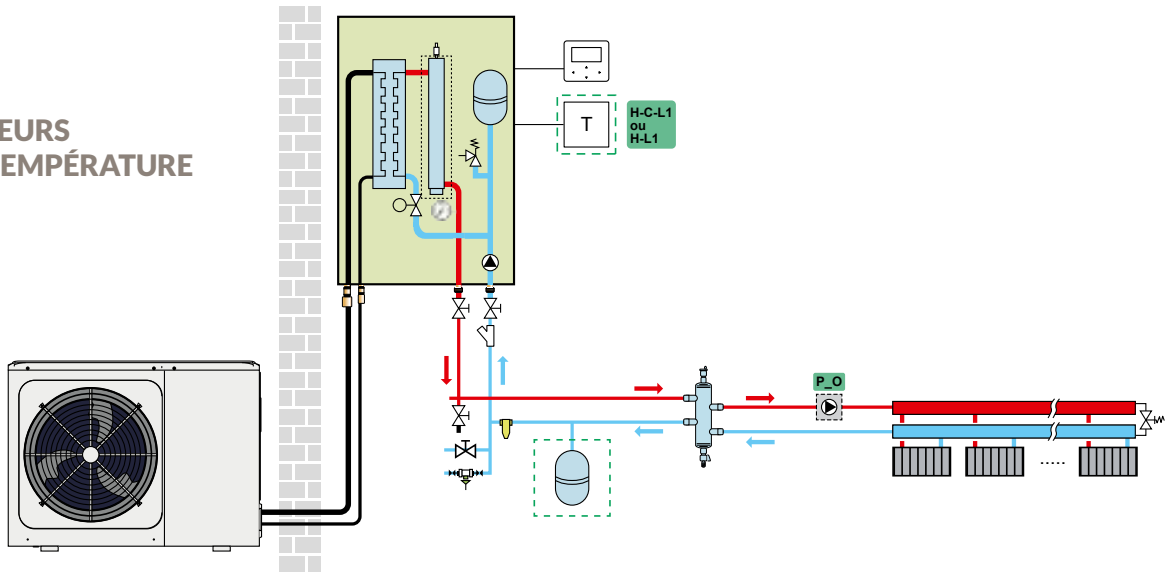 EURS
EMPÉRATURE
T
H-C-L1
ou
H-L1
P_O